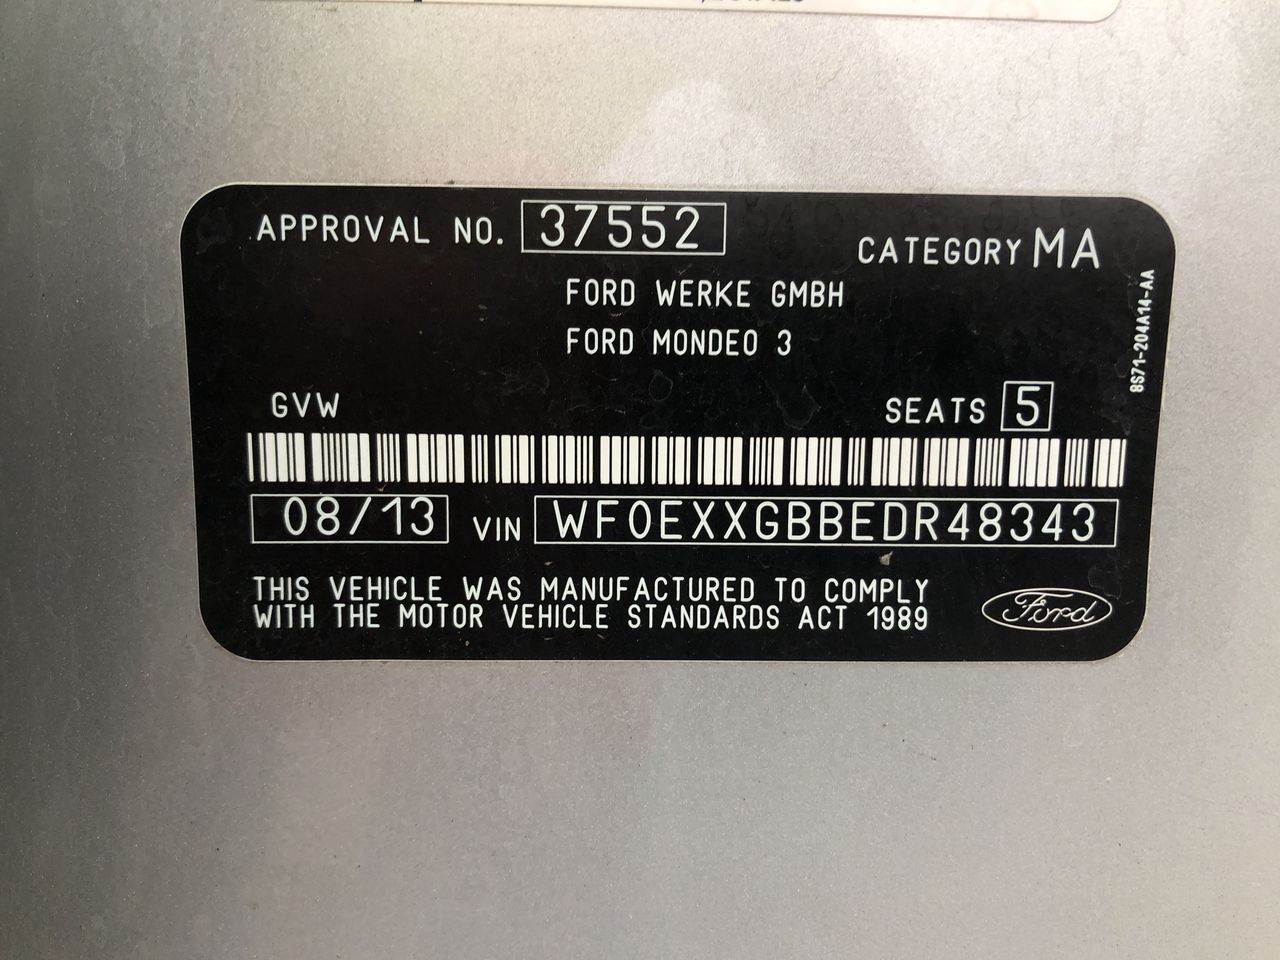 APPROVAL NO. 37552
CATEGORY MA
FORD WERKE GMBH
FORD MONDEO 3
8S71-204A14-AA
GVW
SEATS 5
08/13 VIN WF0EXXGBBEDR48343
THIS VEHICLE WAS MANUFACTURED TO COMPLY
WITH THE MOTOR VEHICLE STANDARDS ACT 1989
Ford